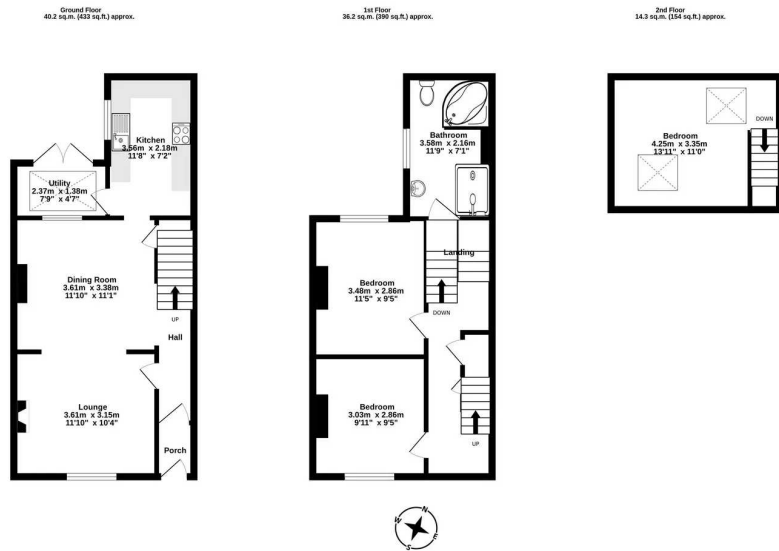 Ground Floor
40.2 sq.m. (433 sq.ft.) approx.
Kitchen
3.56m x 2.18m
11'8" x 7'2"
Utility
2.37m x 1.38m
7'9" x 4'7"
Dining Room
3.61m x 3.38m
11'10" x 11'1"
UP
Hall
Lounge
3.61m x 3.15m
11'10" x 10'4"
Porch
1st Floor
36.2 sq.m. (390 sq.ft.) approx.
Bathroom
3.58m x 2.16m
11'9" x 7'1"
Landing
Bedroom
3.48m x 2.86m
11'5" x 9'5"
DOWN
Bedroom
3.03m x 2.86m
9'11" x 9'5"
UP
2nd Floor
14.3 sq.m. (154 sq.ft.) approx.
Bedroom
4.25m x 3.35m
13'11" x 11'0"
DOWN
N
W
E
S